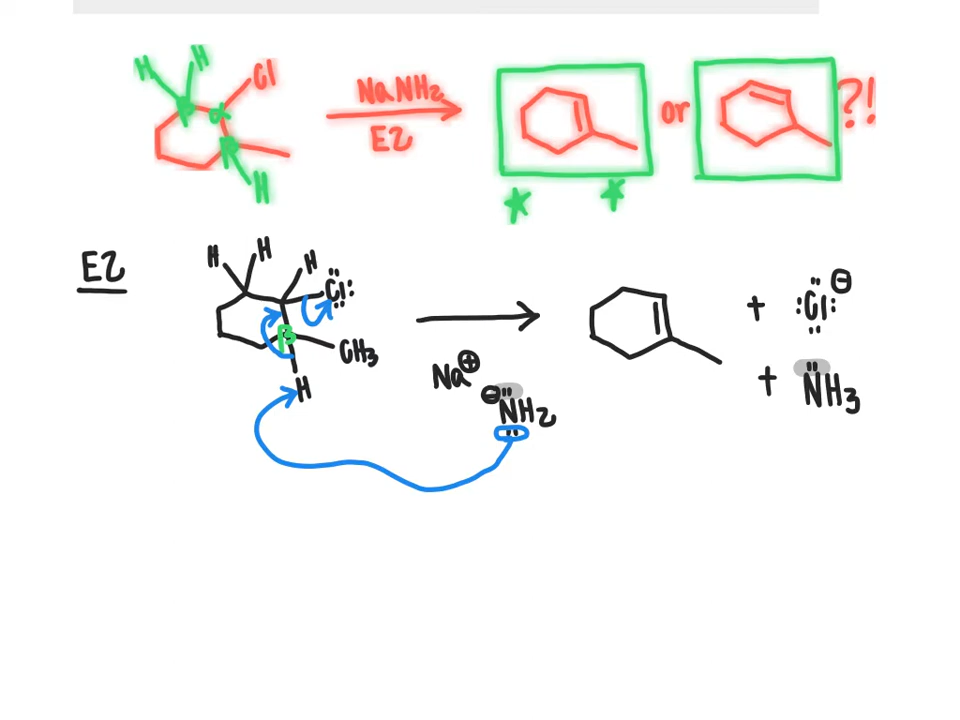 H H Cl
β α
β
H
NaNH2
E2
or
?!
E2
H H H Cl
β
CH3
H
Na⊕
⊖NH2
+ Cl⊖
+ NH3